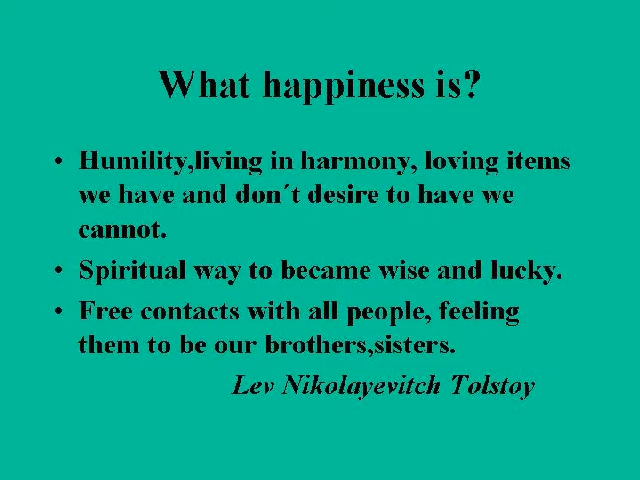 What happiness is?
• Humility,living in harmony, loving items
we have and don´t desire to have we
cannot.
• Spiritual way to became wise and lucky.
• Free contacts with all people, feeling
them to be our brothers,sisters.
Lev Nikolayevitch Tolstoy